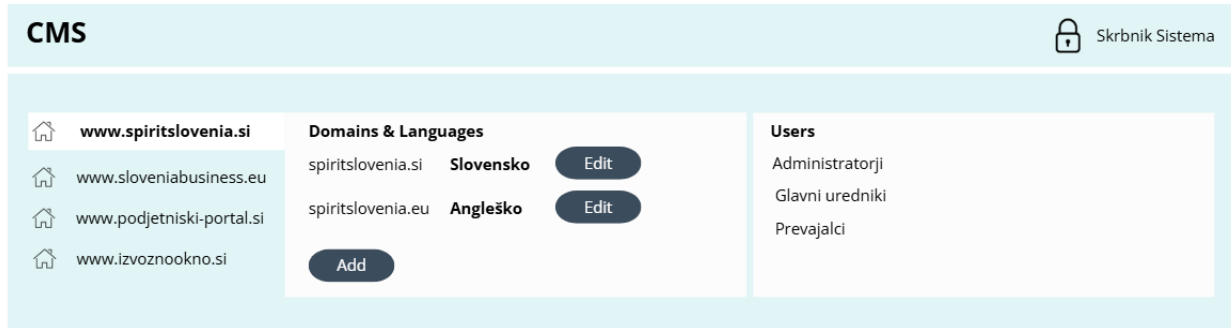 CMS
Skrbnik Sistema
www.spiritslovenia.si
www.sloveniabusiness.eu
www.podjetniski-portal.si
www.izvoznookno.si
Domains & Languages
spiritslovenia.si Slovensko Edit
spiritslovenia.eu Angleško Edit
Add
Users
Administratorji
Glavni uredniki
Prevajalci